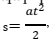 s= at²/2,